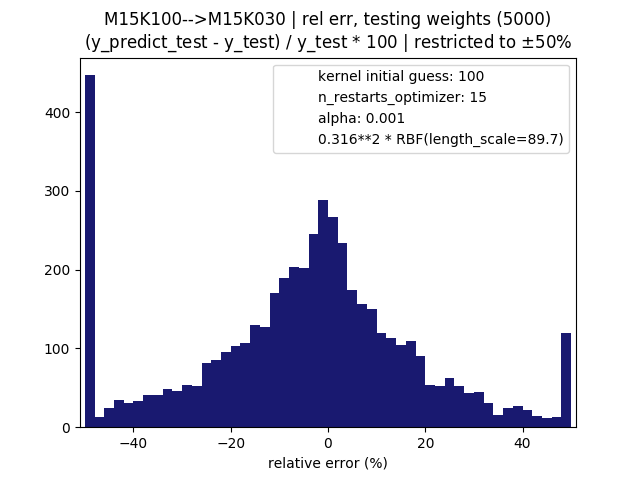 M15K100-->M15K030 | rel err, testing weights (5000)
(y_predict_test - y_test) / y_test * 100 | restricted to ±50%
kernel initial guess: 100
n_restarts_optimizer: 15
alpha: 0.001
0.316**2 * RBF(length_scale=89.7)
400
300
200
100
0
−40
−20
0
20
40
relative error (%)